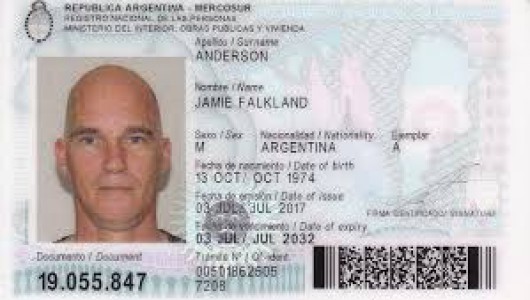 REPUBLICA ARGENTINA - MERCOSUR
REGISTRO NACIONAL DE LAS PERSONAS
MINISTERIO DEL INTERIOR, OBRAS PUBLICAS Y VIVIENDA
Apellido / Surname
ANDERSON
Nombre / Name
JAMIE FALKLAND
Sexo / Sex Nacionalidad / Nationality Ejemplar
M ARGENTINA A
Fecha de nacimiento / Date of birth
13 OCT/ OCT 1974
Fecha de emisión / Date of issue
03 JUL/ JUL 2017
FIRMA IDENTIFICADO/ SIGNATURE
Fecha de vencimiento / Date of expiry
03 JUL/ JUL 2032
Documento / Document
Trámite Nº /
19.055.847
00501862605
7208